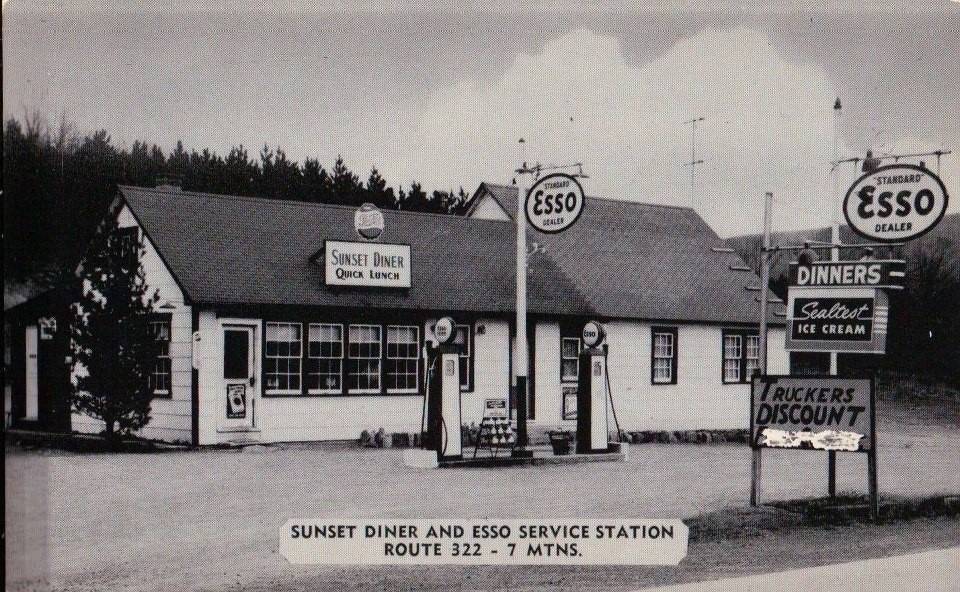 SUNSET DINER
QUICK LUNCH
"STANDARD"
ESSO
DEALER
"STANDARD"
ESSO
DEALER
DINNERS
Sealtest
ICE CREAM
ESSO
TRUCKERS
DISCOUNT
SUNSET DINER AND ESSO SERVICE STATION
ROUTE 322 - 7 MTNS.